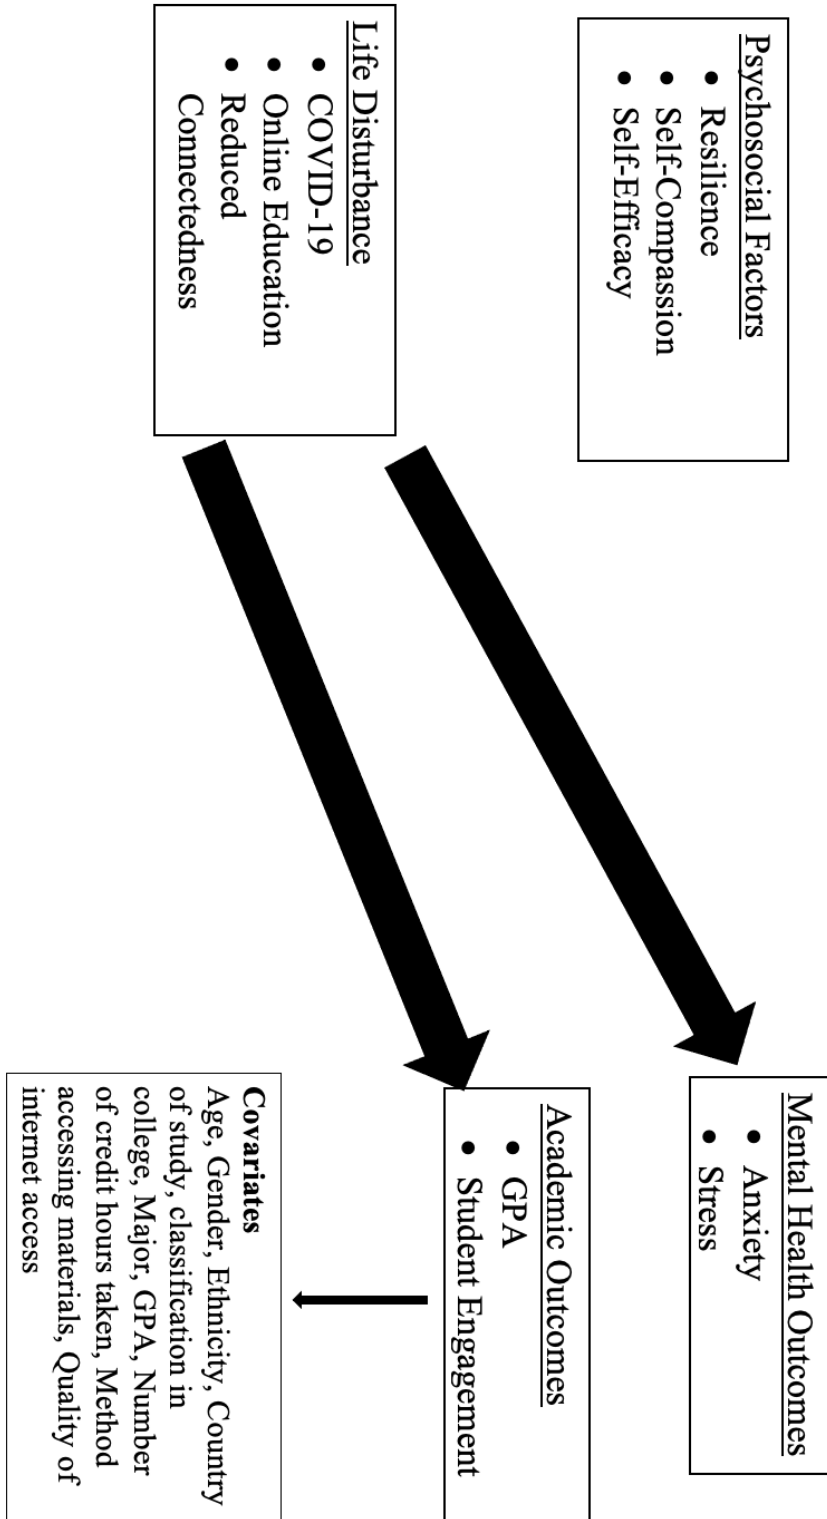 Psychosocial Factors
• Resilience
• Self-Compassion
• Self-Efficacy
Life Disturbance
• COVID-19
• Online Education
• Reduced
Connectedness
Mental Health Outcomes
• Anxiety
• Stress
Academic Outcomes
• GPA
• Student Engagement
Covariates
Age, Gender, Ethnicity, Country
of study, classification in
college, Major, GPA, Number
of credit hours taken, Method
accessing materials, Quality of
internet access